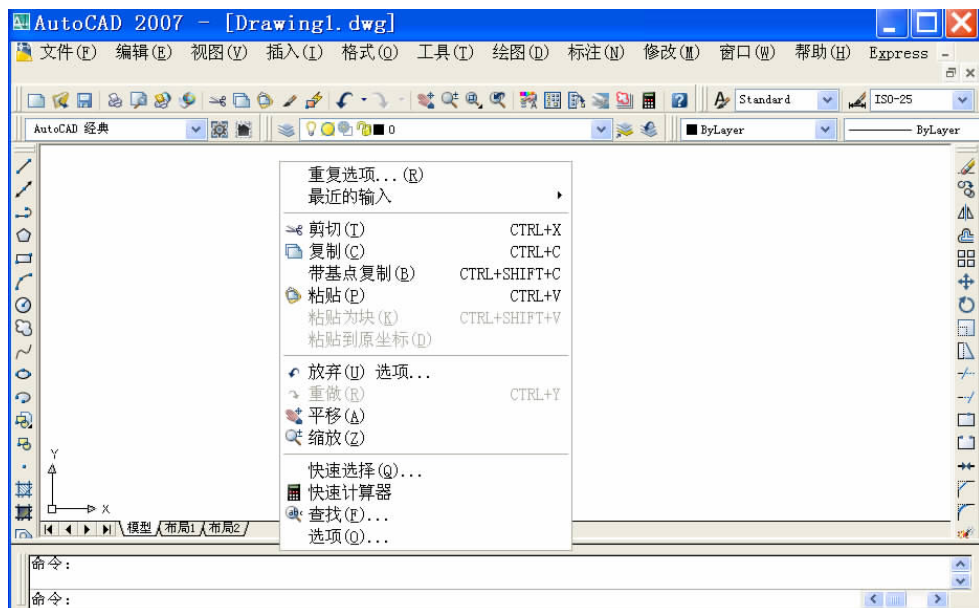 AutoCAD 2007 - [Drawing1.dwg]
文件(F) 编辑(E) 视图(V) 插入(I) 格式(O) 工具(T) 绘图(D) 标注(N) 修改(M) 窗口(W) 帮助(H) Express
Standard ISO-25
AutoCAD 经典 0 ByLayer ByLayer
重复选项...(R)
最近的输入
剪切(T) CTRL+X
复制(C) CTRL+C
带基点复制(B) CTRL+SHIFT+C
粘贴(P) CTRL+V
粘贴为块(K) CTRL+SHIFT+V
粘贴到原坐标(D)
放弃(U) 选项...
重做(R) CTRL+Y
平移(A)
缩放(Z)
快速选择(Q)...
快速计算器
查找(F)...
选项(O)...
Y
X
模型 布局1 布局2
命令:
命令: